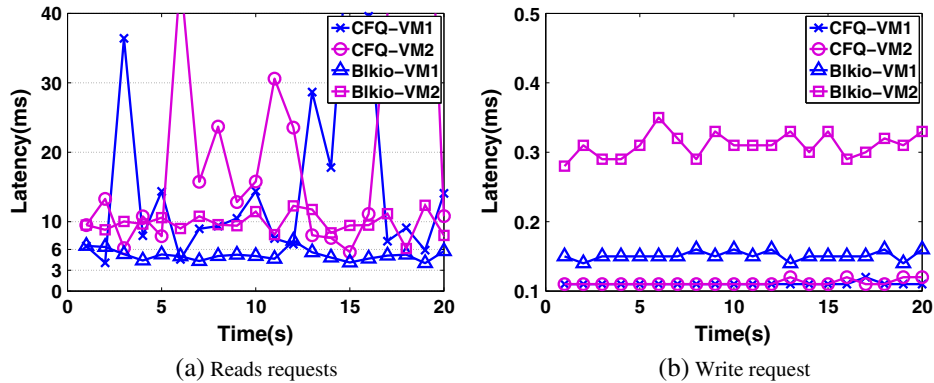 40
30
20
10
6
3
0
Latency(ms)
0
5
10
15
20
Time(s)
CFQ-VM1
CFQ-VM2
Blkio-VM1
Blkio-VM2
(a) Reads requests
0.5
0.4
0.3
0.2
0.1
Latency(ms)
0
5
10
15
20
Time(s)
CFQ-VM1
CFQ-VM2
Blkio-VM1
Blkio-VM2
(b) Write request